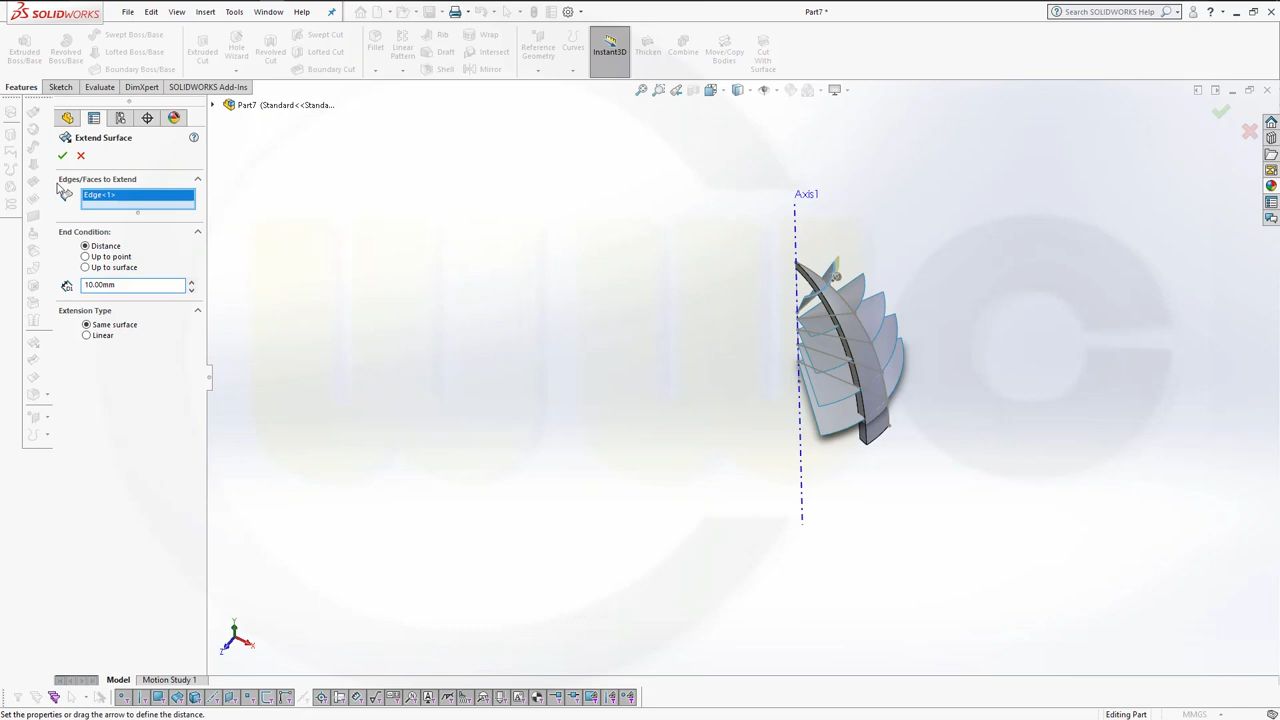 SOLIDWORKS File Edit View Insert Tools Window Help Part7 * Search SOLIDWORKS Help
Extruded Boss/Base
Revolved Boss/Base
Swept Boss/Base
Lofted Boss/Base
Boundary Boss/Base
Extruded Cut
Hole Wizard
Revolved Cut
Swept Cut
Lofted Cut
Boundary Cut
Fillet
Linear Pattern
Rib
Draft
Shell
Wrap
Intersect
Mirror
Reference Geometry
Curves
Instant3D
Thicken
Combine
Move/Copy Bodies
Cut With Surface
Features Sketch Evaluate DimXpert SOLIDWORKS Add-Ins
Part7 (Standard<<Standa...
Extend Surface
Edges/Faces to Extend
Edge<1>
End Condition:
Distance
Up to point
Up to surface
10.00mm
Extension Type
Same surface
Linear
Axis1
Y
X
Z
Model Motion Study 1
Set the properties or drag the arrow to define the distance. Editing Part MMGS